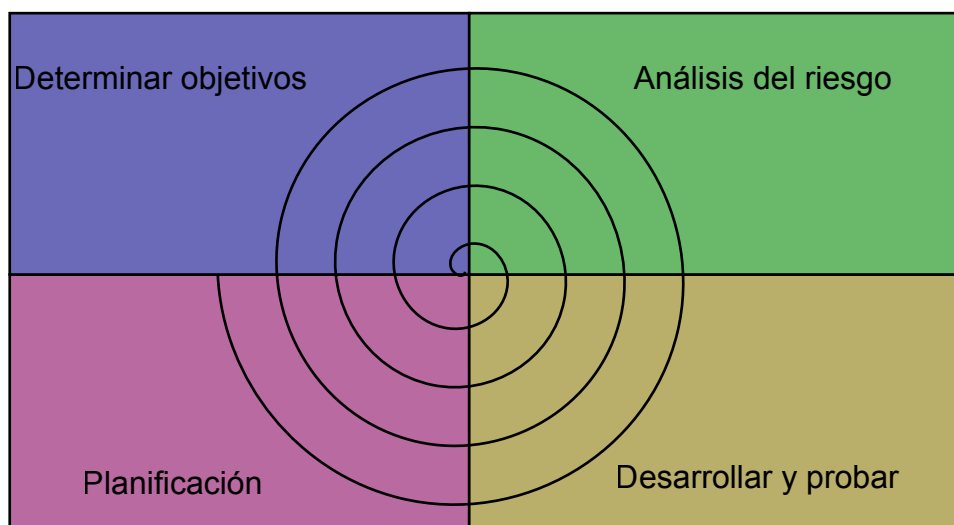 Determinar objetivos
Análisis del riesgo
Planificación
Desarrollar y probar